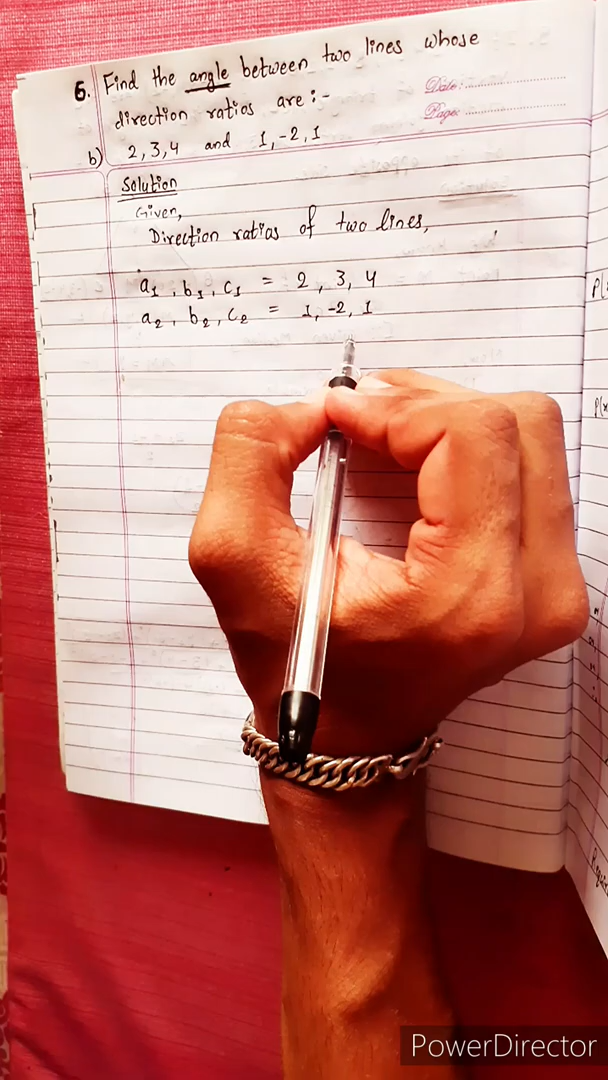 6. Find the angle between two lines whose
direction ratios are :-
Date:
Page:
b) 2, 3, 4 and 1, -2, 1
Solution
Given,
Direction ratios of two lines,
a₁, b₁, c₁ = 2, 3, 4
a₂, b₂, c₂ = 1, -2, 1
PowerDirector